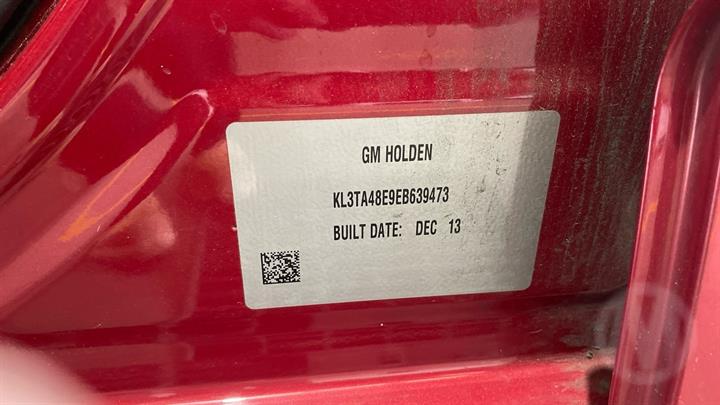 GM HOLDEN
KL3TA48E9EB639473
BUILT DATE: DEC 13